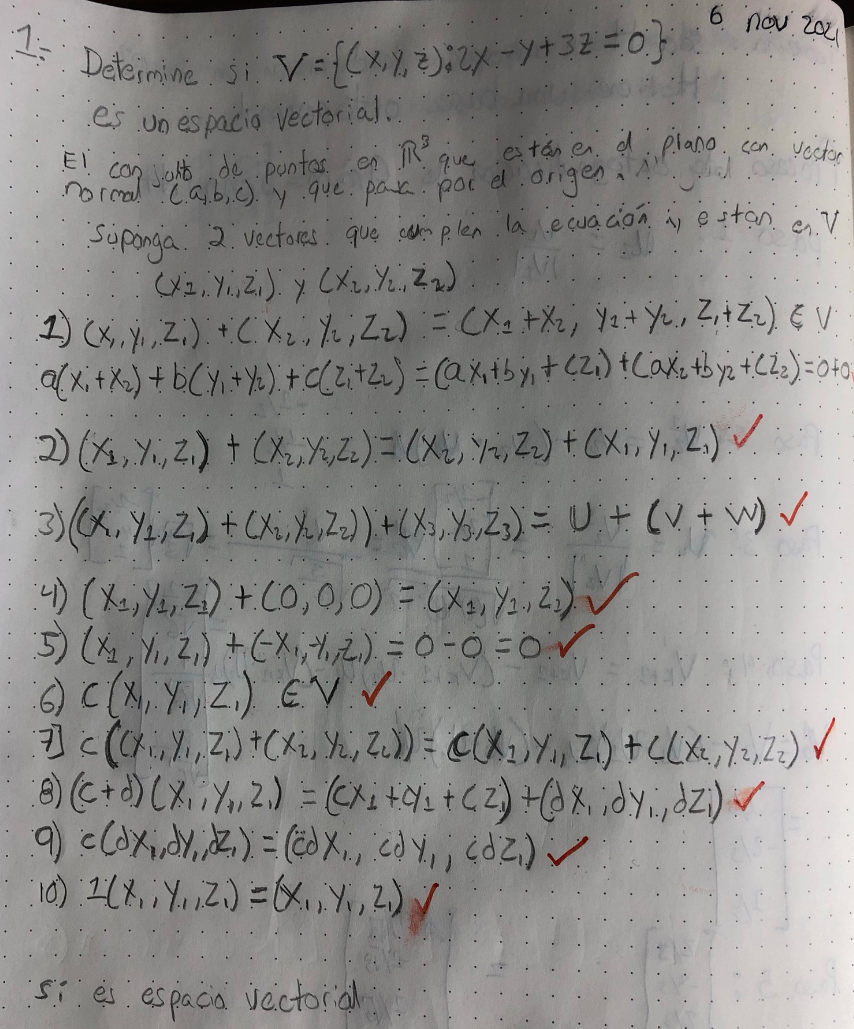 6 nov 2021
1.- Determine si V={(x,y,z):2x-y+3z=0}
es un espacio vectorial.
El conjunto de puntos en ℝ³ que están en el plano con vector
normal (a,b,c) y que pasa por el origen.
Suponga 2 vectores que cumplen la ecuación y están en V
(x₁,y₁,z₁) y (x₂,y₂,z₂)
1) (x₁,y₁,z₁) + (x₂,y₂,z₂) = (x₁+x₂, y₁+y₂, z₁+z₂) ∈ V
a(x₁+x₂)+b(y₁+y₂)+c(z₁+z₂)=(ax₁+by₁+cz₁)+(ax₂+by₂+cz₂)=0+0
2) (x₁,y₁,z₁) + (x₂,y₂,z₂)=(x₂,y₂,z₂)+(x₁,y₁,z₁) ✓
3) ((x,y₁,z₁)+(x₂,y₂,z₂))+(x₃,y₃,z₃) = U + (V + W) ✓
4) (x₁,y₁,z₁)+(0,0,0) = (x₁,y₁,z₁) ✓
5) (x₁,y₁,z₁)+(-x₁,-y₁,z₁) = 0-0=0 ✓
6) c(x₁,y₁,z₁) ∈ V ✓
7] c((x₁,y₁,z₁)+(x₂,y₂,z₂)) = c(x₁,y₁,z₁)+c(x₂,y₂,z₂) ✓
8) (c+d)(x₁,y₁,z₁) = (cx₁+cy₁+cz₁)+(dx₁,dy₁,dz₁) ✓
9) c(dx₁,dy₁,dz₁)=(cdx₁, cdy₁, cdz₁) ✓
10) 1(x₁,y₁,z₁)=(x₁,y₁,z₁) ✓
sí es espacio vectorial